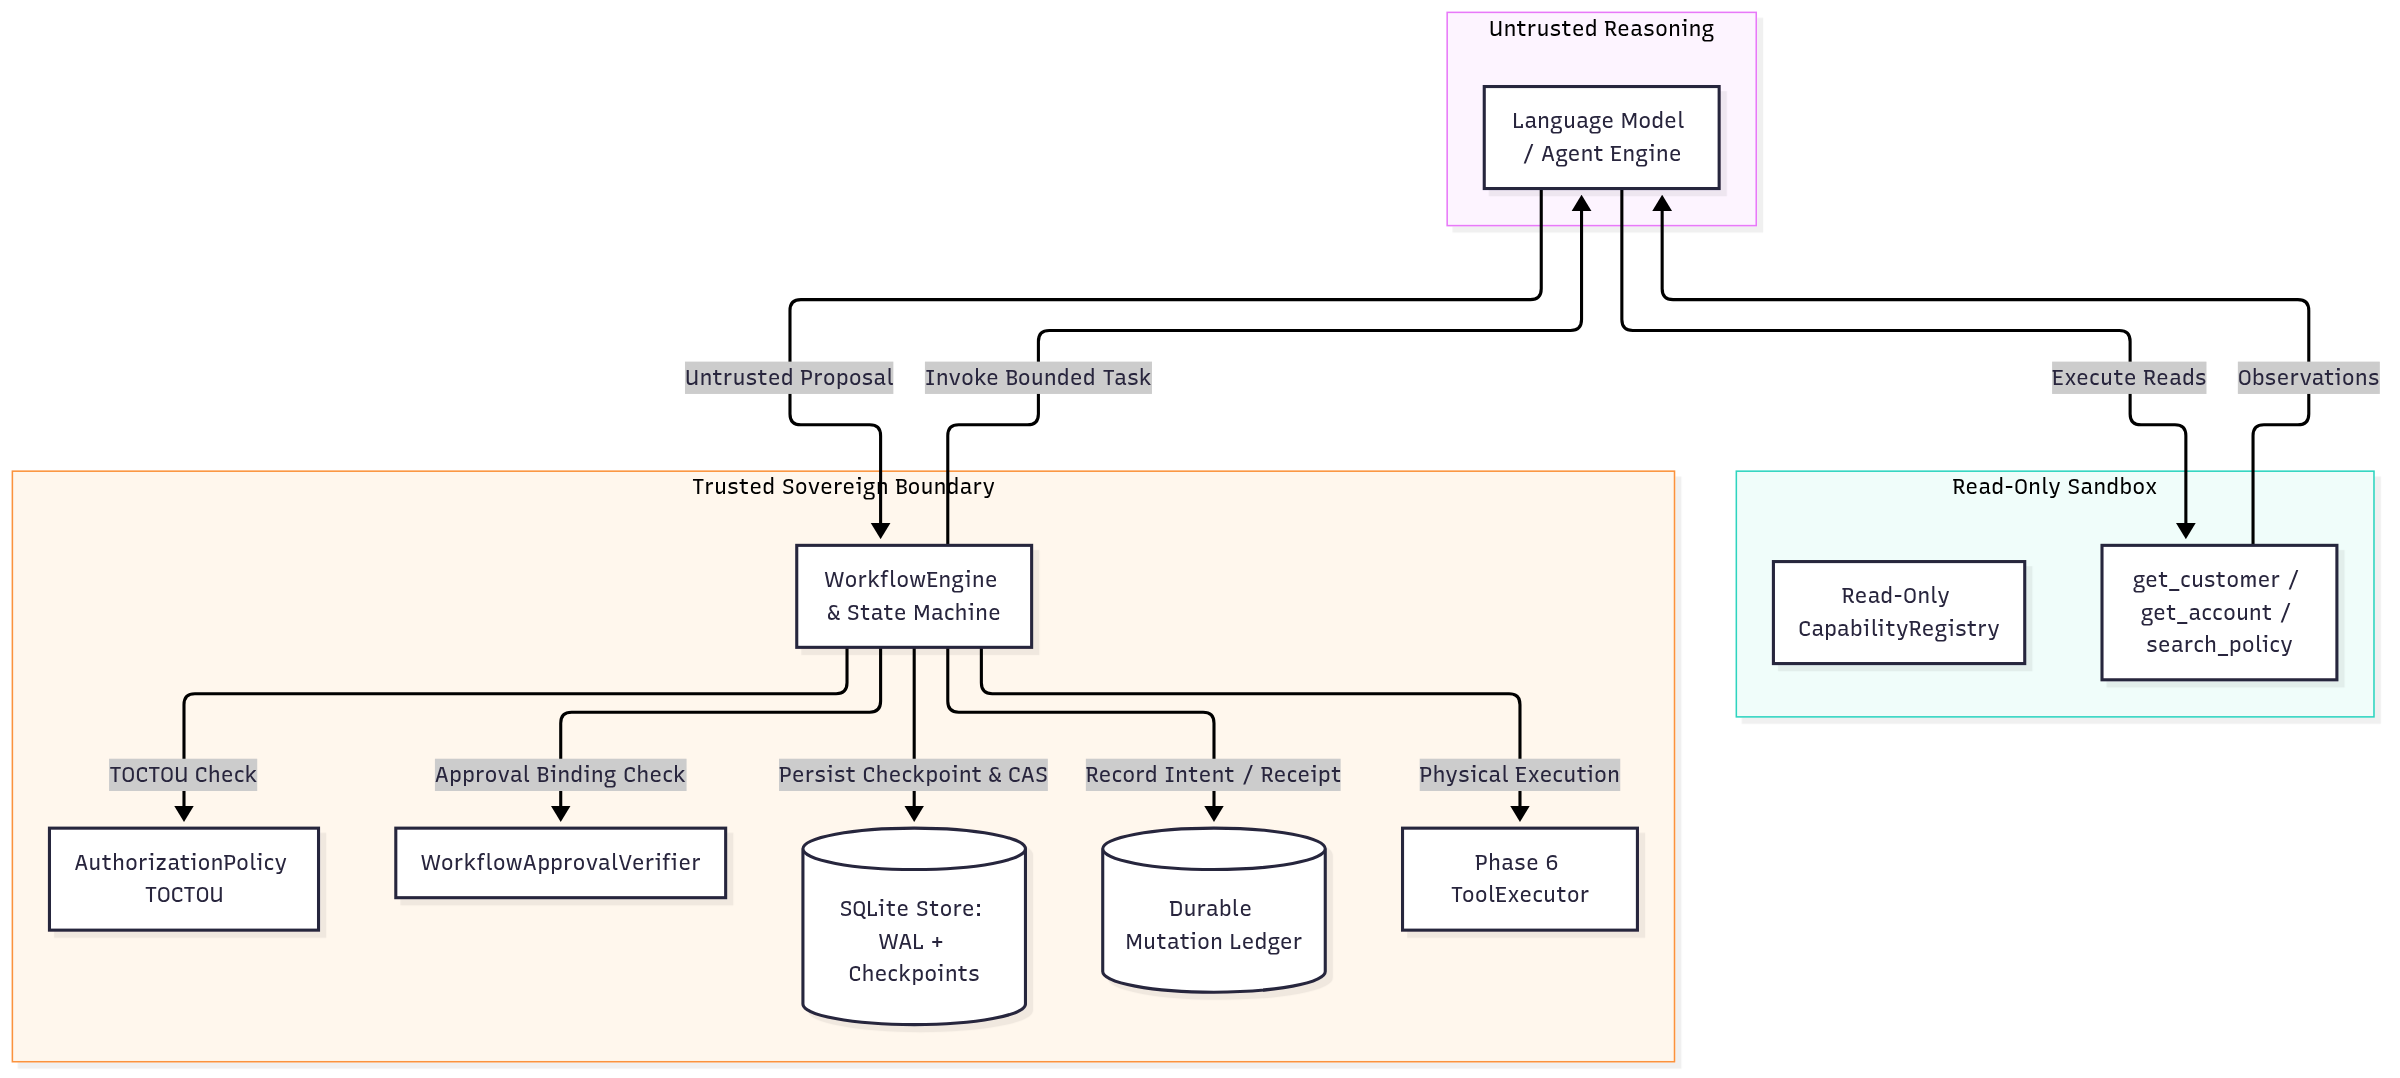 Untrusted Reasoning
Language Model
/ Agent Engine
Untrusted Proposal
Invoke Bounded Task
Execute Reads
Observations
Trusted Sovereign Boundary
WorkflowEngine
& State Machine
TOCTOU Check
Approval Binding Check
Persist Checkpoint & CAS
Record Intent / Receipt
Physical Execution
AuthorizationPolicy
TOCTOU
WorkflowApprovalVerifier
SQLite Store:
WAL +
Checkpoints
Durable
Mutation Ledger
Phase 6
ToolExecutor
Read-Only Sandbox
Read-Only
CapabilityRegistry
get_customer /
get_account /
search_policy